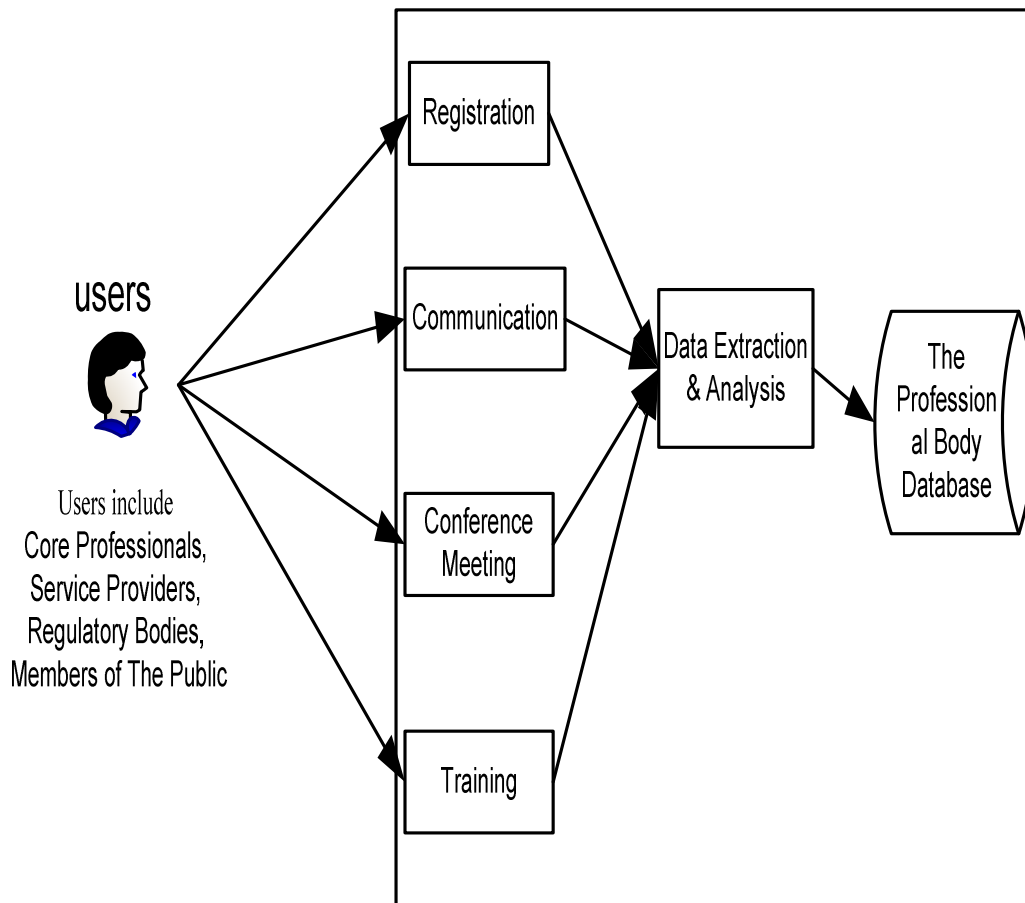 users
Users include
Core Professionals,
Service Providers,
Regulatory Bodies,
Members of The Public
Registration
Communication
Conference
Meeting
Training
Data Extraction
& Analysis
The
Profession
al Body
Database